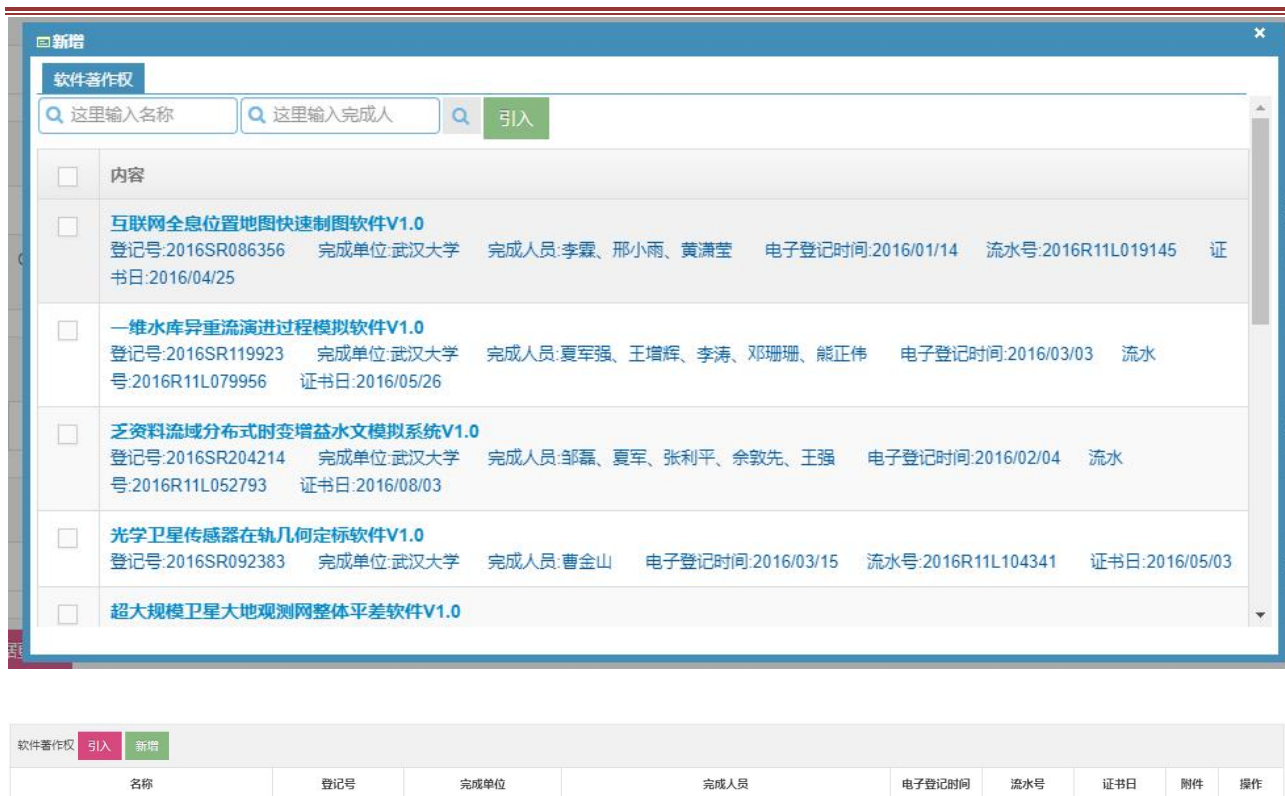 新增
×
软件著作权
这里输入名称 这里输入完成人 引入
内容
互联网全息位置地图快速制图软件V1.0
登记号:2016SR086356 完成单位:武汉大学 完成人员:李霖、邢小雨、黄潇莹 电子登记时间:2016/01/14 流水号:2016R11L019145 证
书日:2016/04/25
一维水库异重流演进过程模拟软件V1.0
登记号:2016SR119923 完成单位:武汉大学 完成人员:夏军强、王增辉、李涛、邓珊珊、熊正伟 电子登记时间:2016/03/03 流水
号:2016R11L079956 证书日:2016/05/26
乏资料流域分布式时变增益水文模拟系统V1.0
登记号:2016SR204214 完成单位:武汉大学 完成人员:邹磊、夏军、张利平、佘敦先、王强 电子登记时间:2016/02/04 流水
号:2016R11L052793 证书日:2016/08/03
光学卫星传感器在轨几何定标软件V1.0
登记号:2016SR092383 完成单位:武汉大学 完成人员:曹金山 电子登记时间:2016/03/15 流水号:2016R11L104341 证书日:2016/05/03
超大规模卫星大地观测网整体平差软件V1.0
软件著作权 引入 新增
名称 登记号 完成单位 完成人员 电子登记时间 流水号 证书日 附件 操作